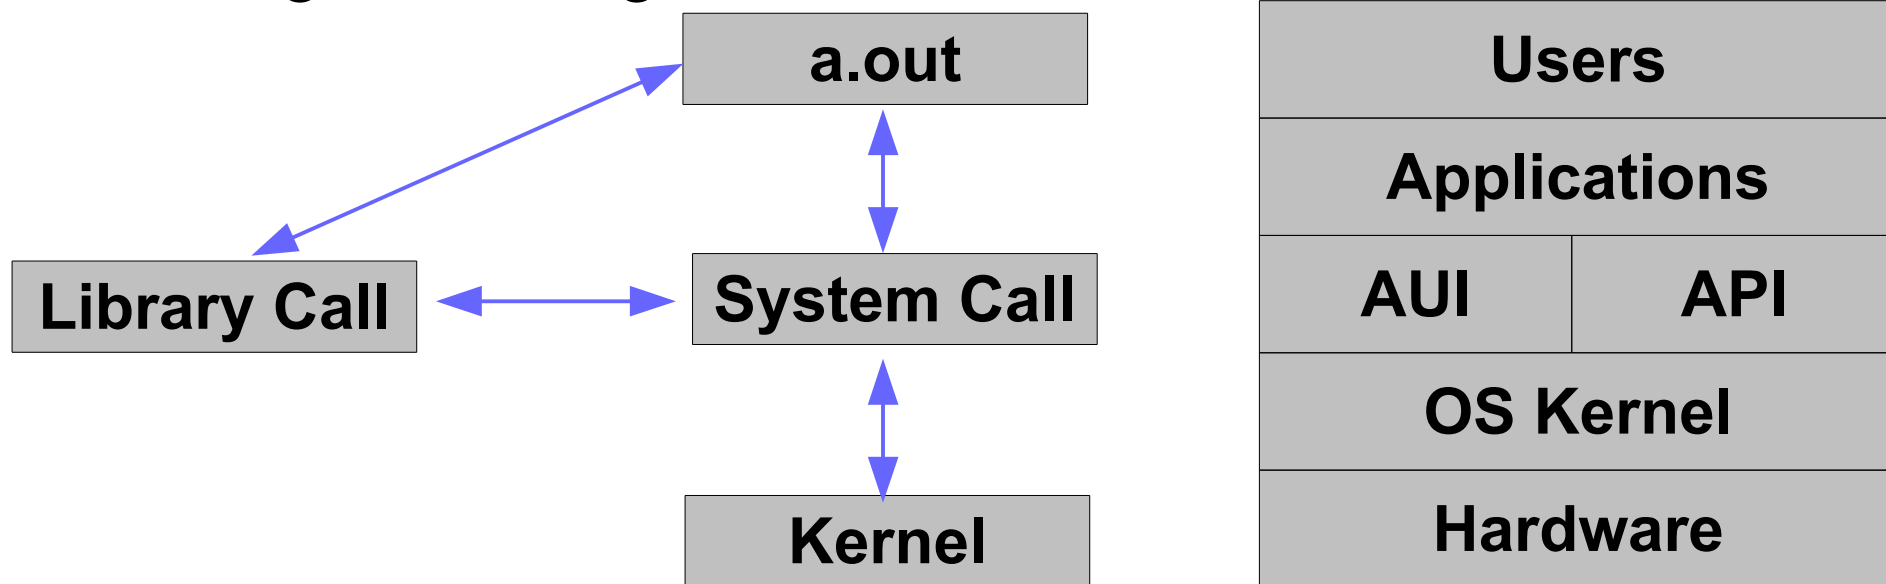 a.out
Library Call
System Call
Kernel
Users
Applications
AUI API
OS Kernel
Hardware